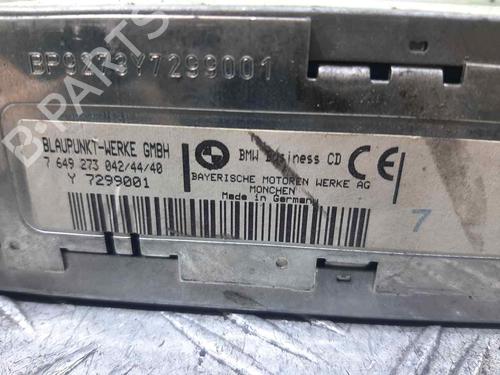 BP9273Y7299001
B-PARTS
BLAUPUNKT-WERKE GMBH
7 649 273 042/44/40
Y 7299001
BMW Business CD
CE
BAYERISCHE MOTOREN WERKE AG
MÜNCHEN
Made in Germany
7